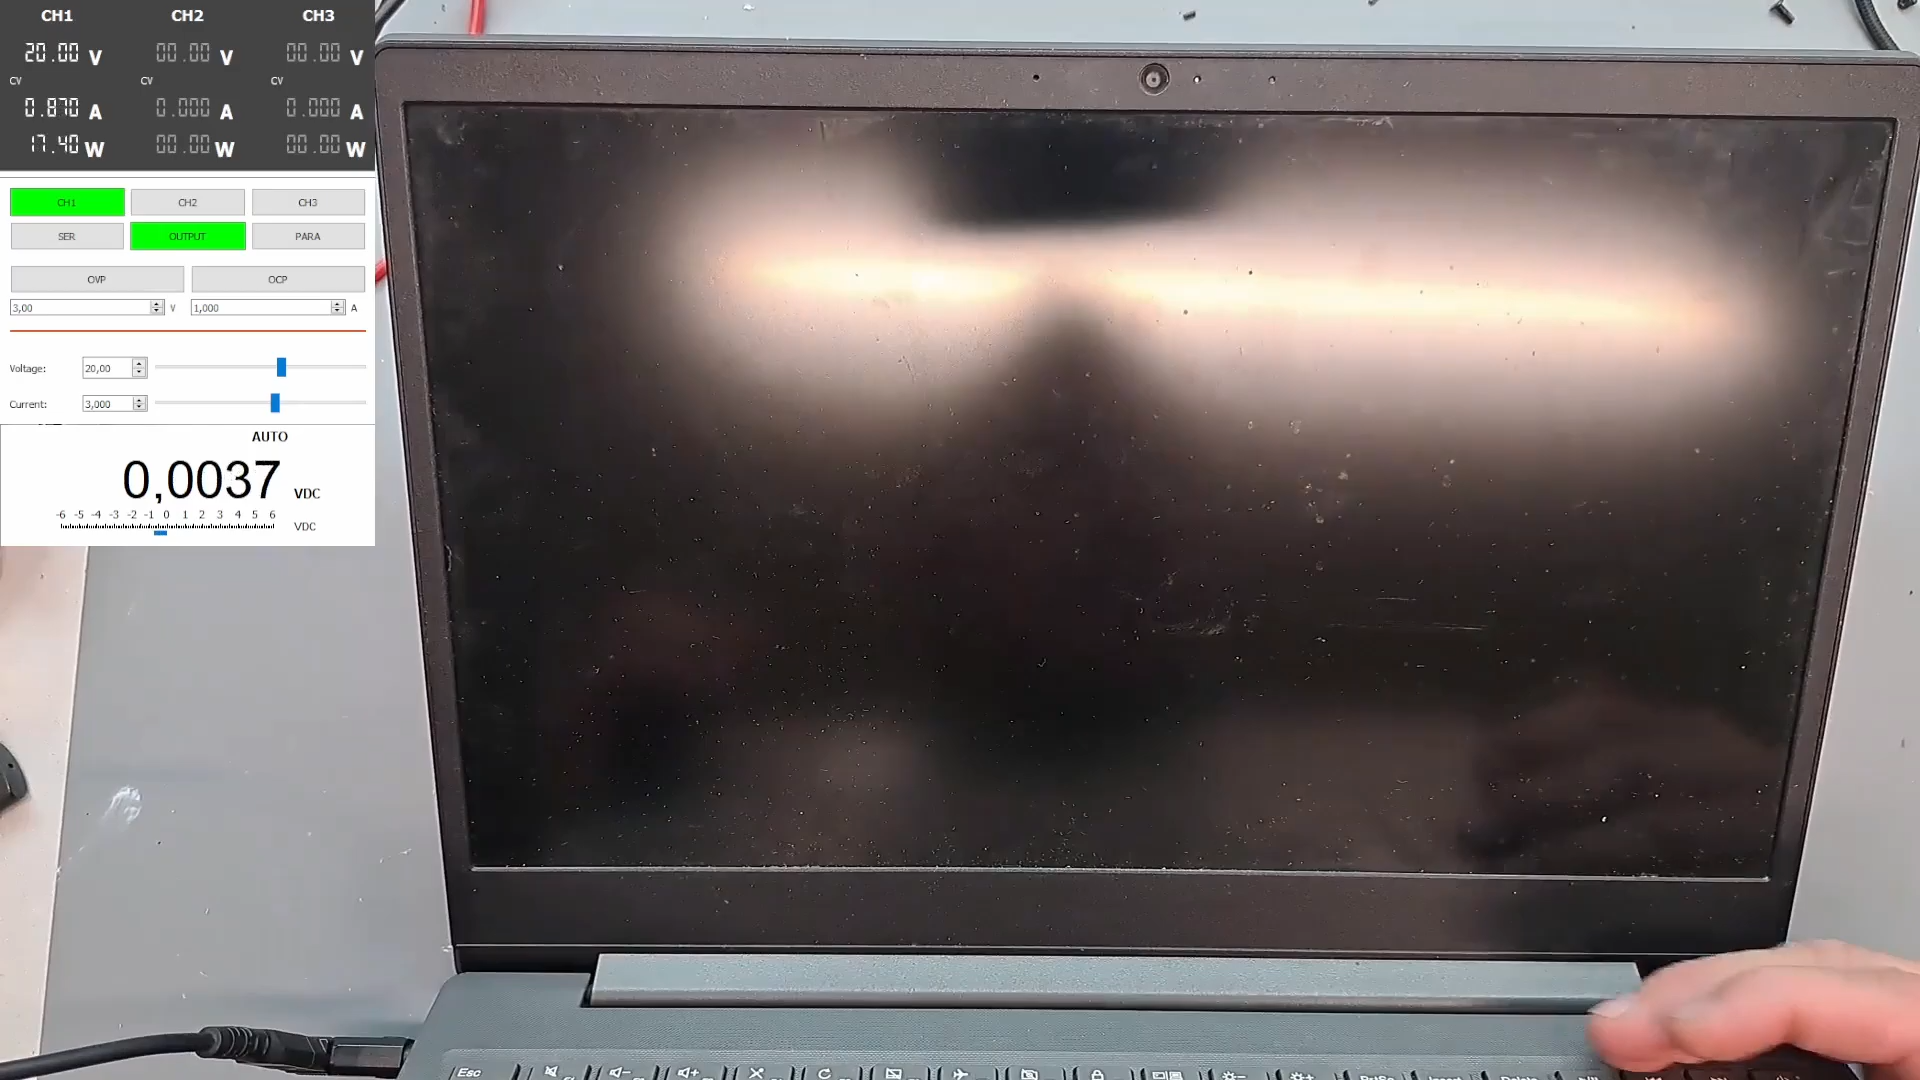 CH1 CH2 CH3
20.00 V 00.00 V 00.00 V
CV CV CV
0.870 A 0.000 A 0.000 A
17.40 W 00.00 W 00.00 W
CH1 CH2 CH3
SER OUTPUT PARA
OVP OCP
3,00 V 1,000 A
Voltage: 20,00
Current: 3,000
AUTO
0,0037 VDC
-6 -5 -4 -3 -2 -1 0 1 2 3 4 5 6
VDC
Esc PrtSc Insert Delete